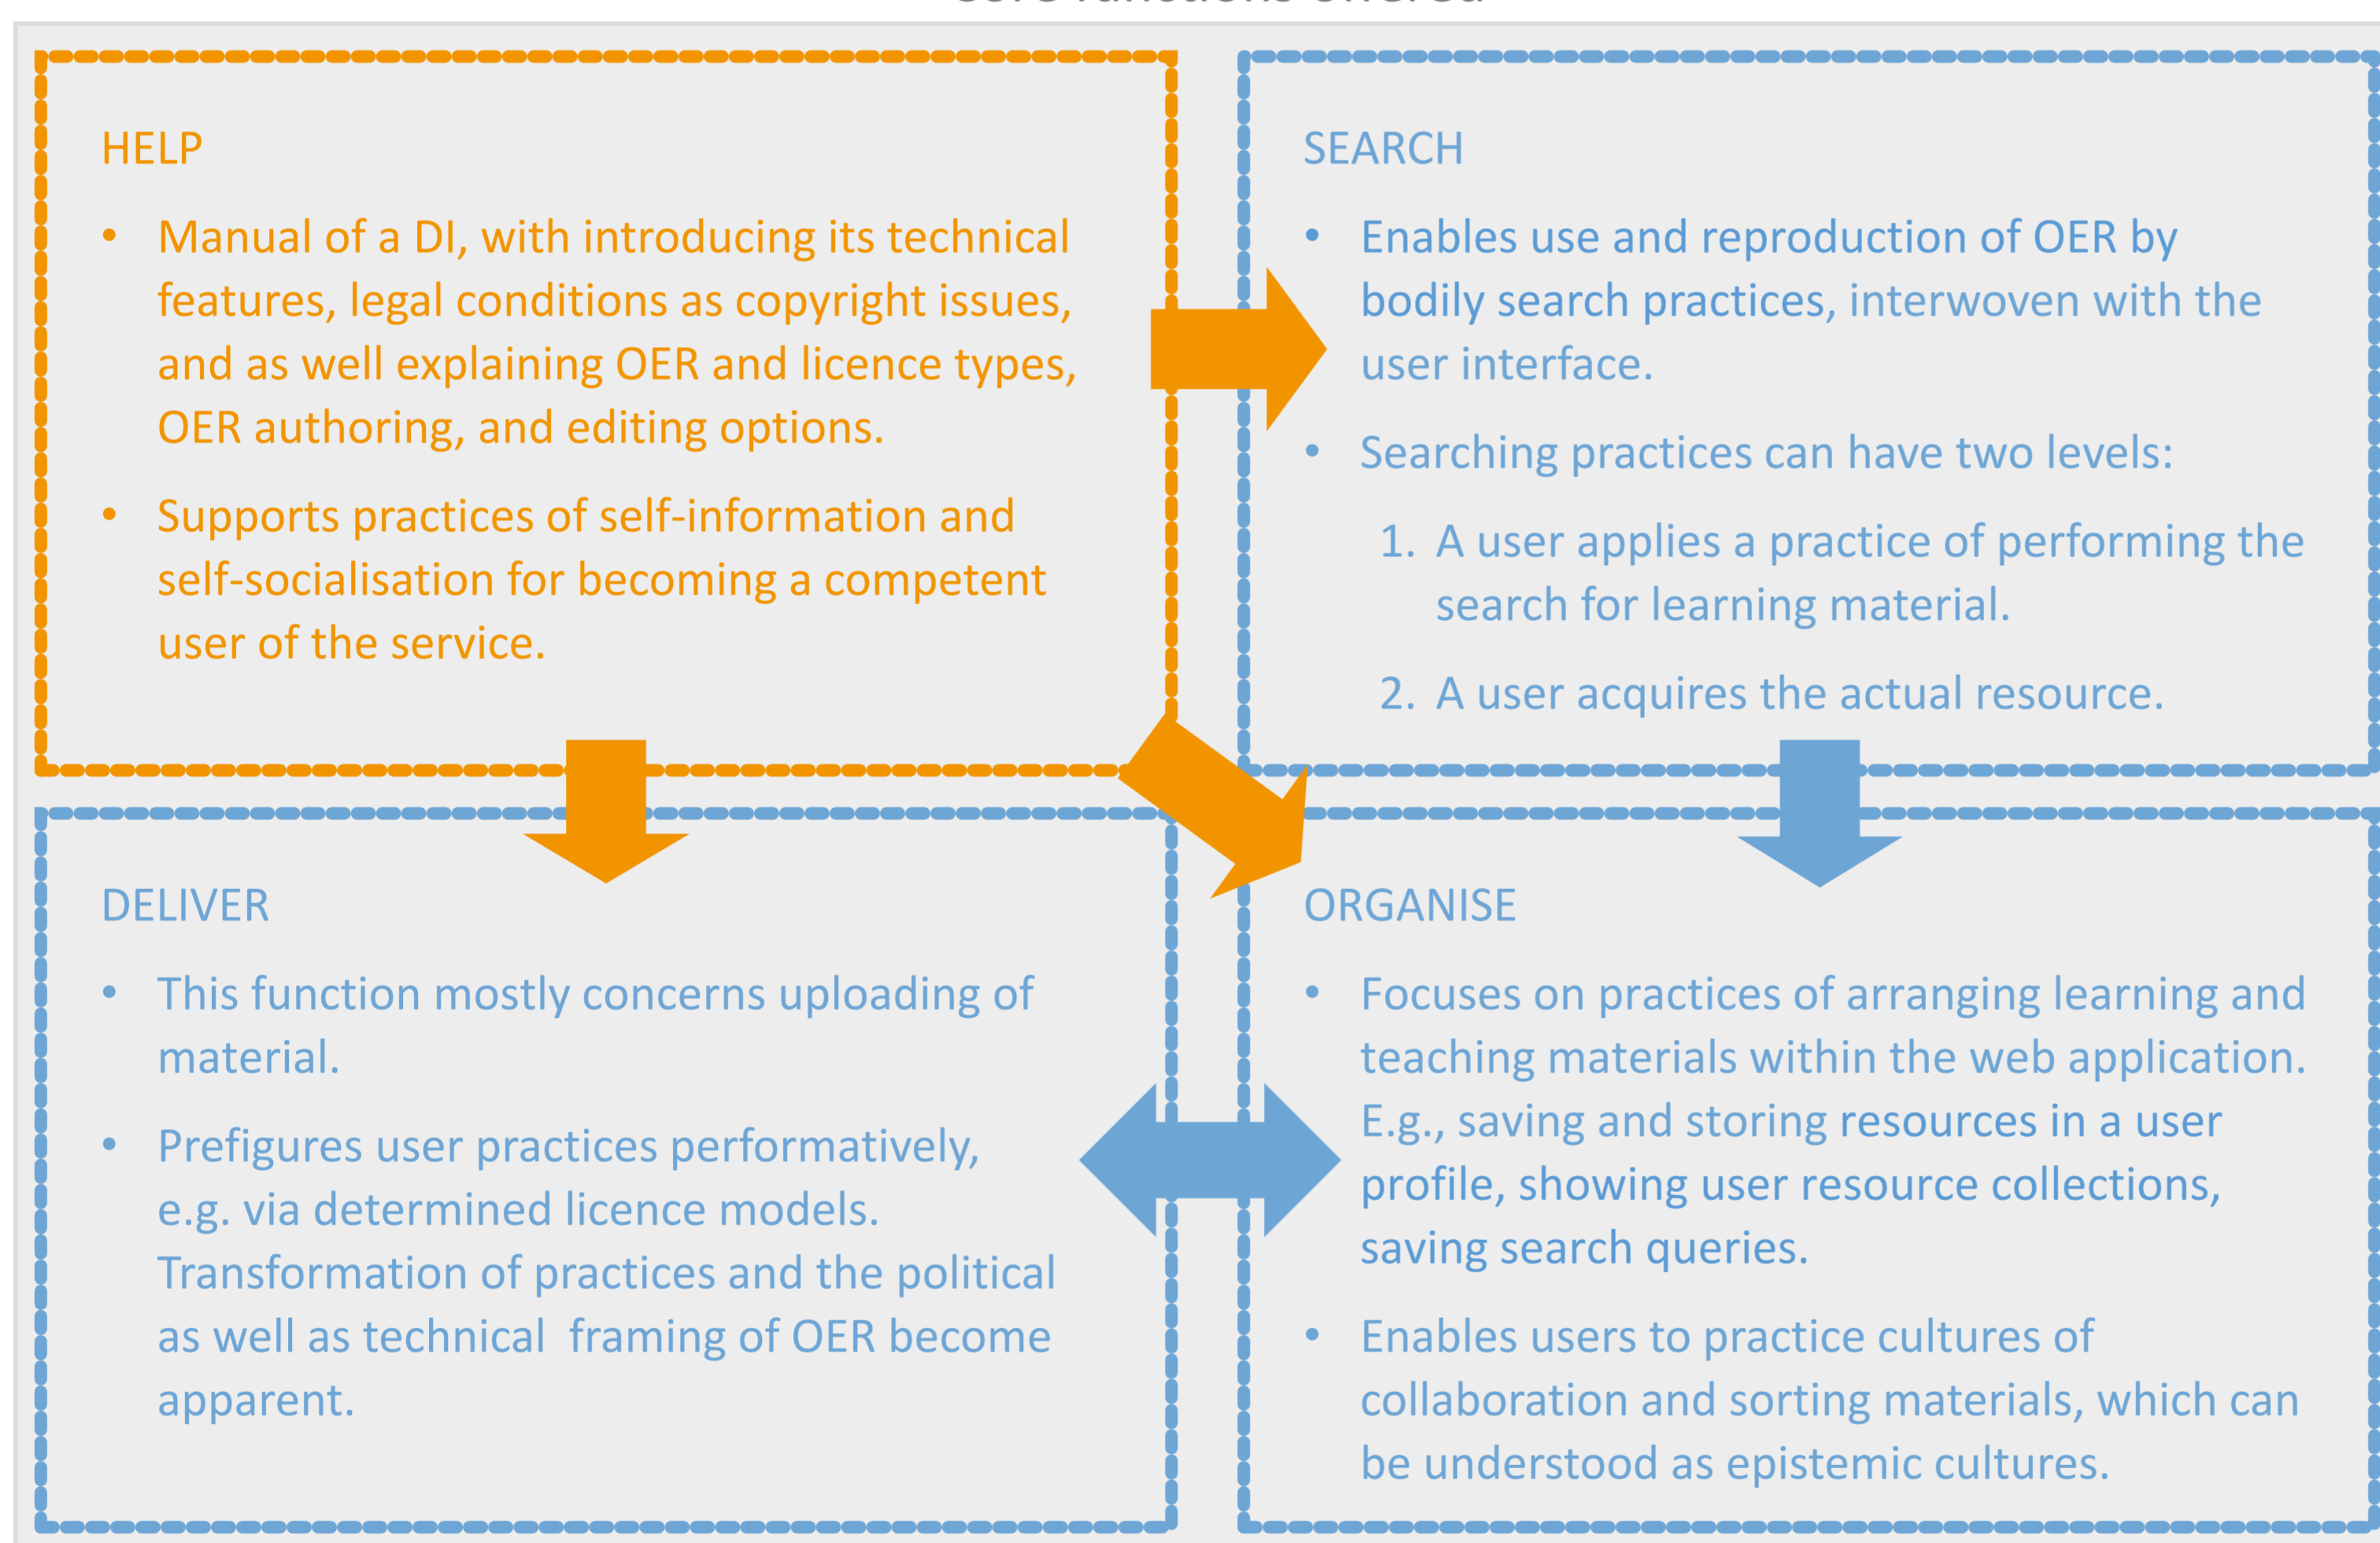 HELP
• Manual of a DI, with introducing its technical
features, legal conditions as copyright issues,
and as well explaining OER and licence types,
OER authoring, and editing options.
• Supports practices of self-information and
self-socialisation for becoming a competent
user of the service.
SEARCH
• Enables use and reproduction of OER by
bodily search practices, interwoven with the
user interface.
• Searching practices can have two levels:
1. A user applies a practice of performing the
search for learning material.
2. A user acquires the actual resource.
DELIVER
• This function mostly concerns uploading of
material.
• Prefigures user practices performatively,
e.g. via determined licence models.
Transformation of practices and the political
as well as technical framing of OER become
apparent.
ORGANISE
• Focuses on practices of arranging learning and
teaching materials within the web application.
E.g., saving and storing resources in a user
profile, showing user resource collections,
saving search queries.
• Enables users to practice cultures of
collaboration and sorting materials, which can
be understood as epistemic cultures.